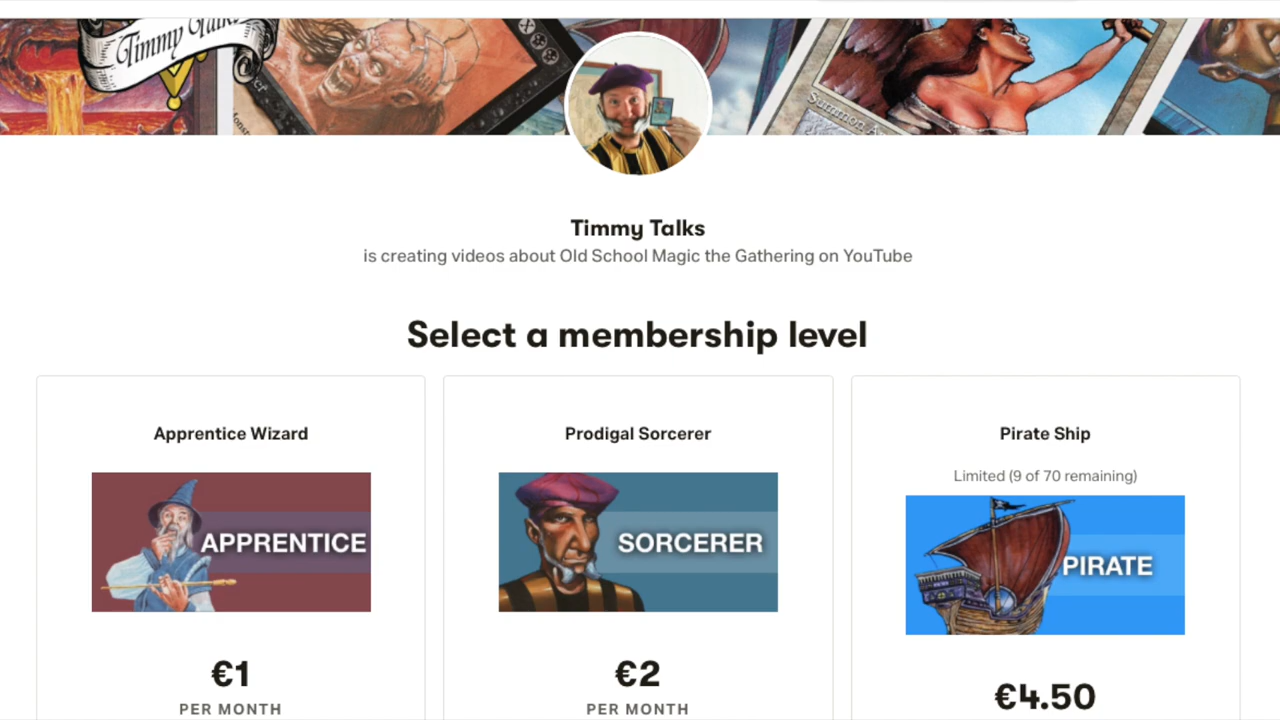 Timmy Talks
Summon A
Timmy Talks
is creating videos about Old School Magic the Gathering on YouTube
Select a membership level
Apprentice Wizard
Prodigal Sorcerer
Pirate Ship
Limited (9 of 70 remaining)
APPRENTICE
SORCERER
PIRATE
€1
€2
€4.50
PER MONTH
PER MONTH